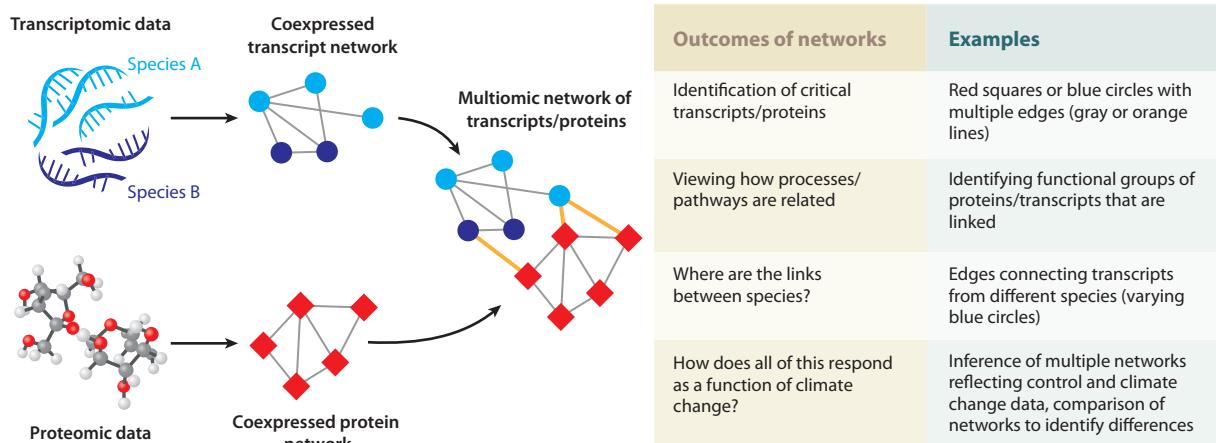 Transcriptomic data
Species A
Species B
Coexpressed
transcript network
Multiomic network of
transcripts/proteins
Proteomic data
Coexpressed protein
network
Outcomes of networks
Examples
Identification of critical
transcripts/proteins
Red squares or blue circles with
multiple edges (gray or orange
lines)
Viewing how processes/
pathways are related
Identifying functional groups of
proteins/transcripts that are
linked
Where are the links
between species?
Edges connecting transcripts
from different species (varying
blue circles)
How does all of this respond
as a function of climate
change?
Inference of multiple networks
reflecting control and climate
change data, comparison of
networks to identify differences